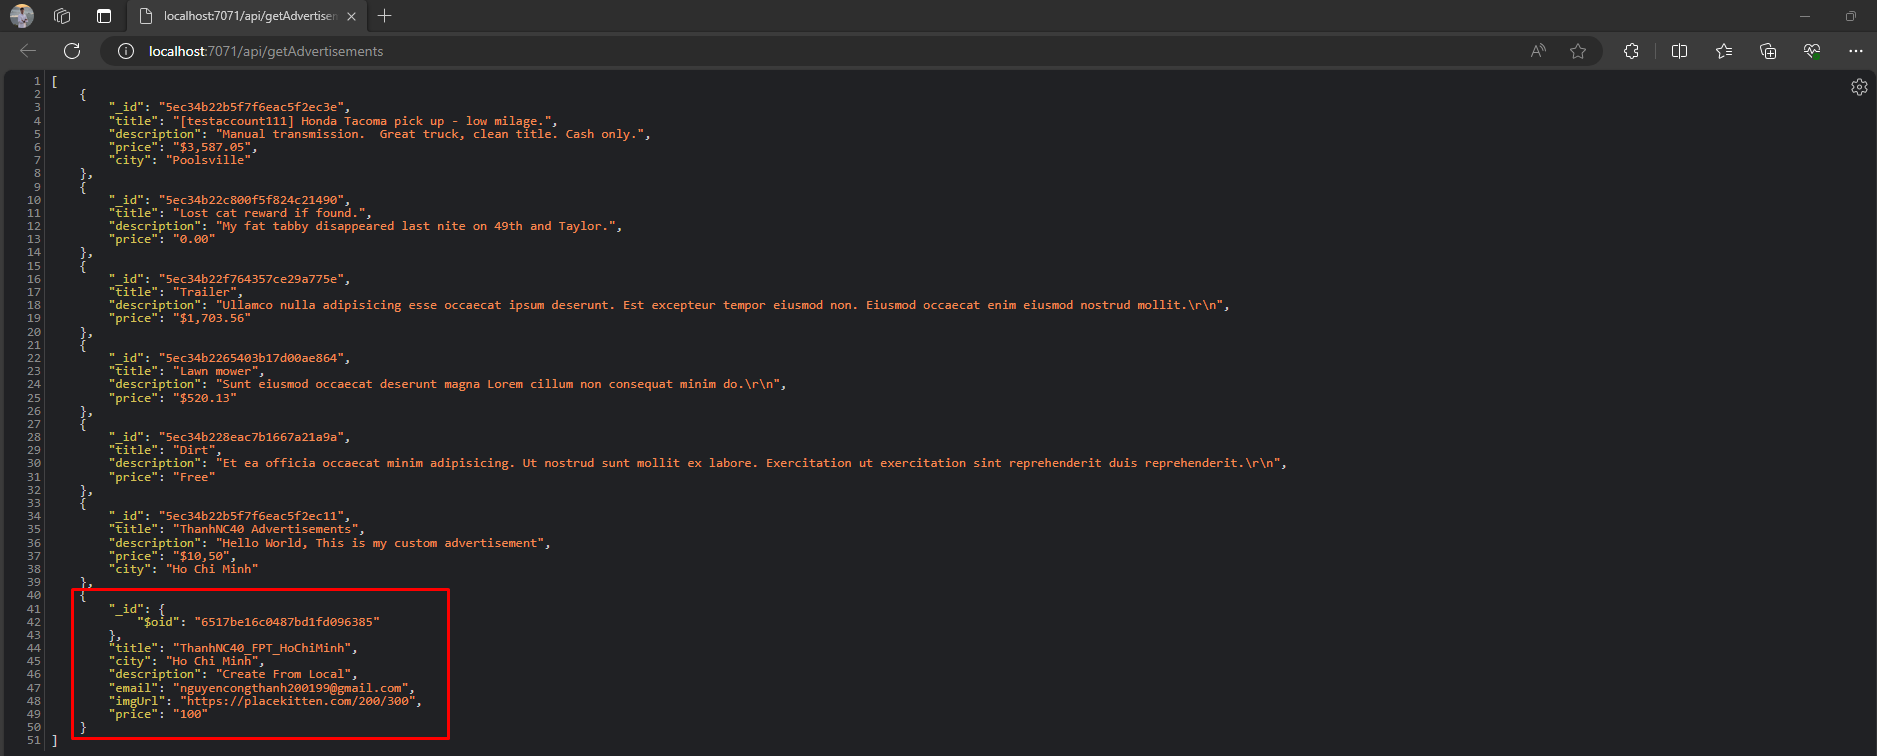 localhost:7071/api/getAdvertisen
localhost:7071/api/getAdvertisements
1 [
2     {
3         "_id": "5ec34b22b5f7f6eac5f2ec3e",
4         "title": "[testaccount111] Honda Tacoma pick up - low milage.",
5         "description": "Manual transmission.  Great truck, clean title. Cash only.",
6         "price": "$3,587.05",
7         "city": "Poolsville"
8     },
9     {
10         "_id": "5ec34b22c800f5f824c21490",
11         "title": "Lost cat reward if found.",
12         "description": "My fat tabby disappeared last nite on 49th and Taylor.",
13         "price": "0.00"
14     },
15     {
16         "_id": "5ec34b22f764357ce29a775e",
17         "title": "Trailer",
18         "description": "Ullamco nulla adipisicing esse occaecat ipsum deserunt. Est excepteur tempor eiusmod non. Eiusmod occaecat enim eiusmod nostrud mollit.\r\n",
19         "price": "$1,703.56"
20     },
21     {
22         "_id": "5ec34b2265403b17d00ae864",
23         "title": "Lawn mower",
24         "description": "Sunt eiusmod occaecat deserunt magna Lorem cillum non consequat minim do.\r\n",
25         "price": "$520.13"
26     },
27     {
28         "_id": "5ec34b228eac7b1667a21a9a",
29         "title": "Dirt",
30         "description": "Et ea officia occaecat minim adipisicing. Ut nostrud sunt mollit ex labore. Exercitation ut exercitation sint reprehenderit duis reprehenderit.\r\n",
31         "price": "Free"
32     },
33     {
34         "_id": "5ec34b22b5f7f6eac5f2ec11",
35         "title": "ThanhNC40 Advertisements",
36         "description": "Hello World, This is my custom advertisement",
37         "price": "$10,50",
38         "city": "Ho Chi Minh"
39     },
40     {
41         "_id": {
42             "$oid": "6517be16c0487bd1fd096385"
43         },
44         "title": "ThanhNC40_FPT_HoChiMinh",
45         "city": "Ho Chi Minh",
46         "description": "Create From Local",
47         "email": "nguyencongthanh200199@gmail.com",
48         "imgUrl": "https://placekitten.com/200/300",
49         "price": "100"
50     }
51 ]